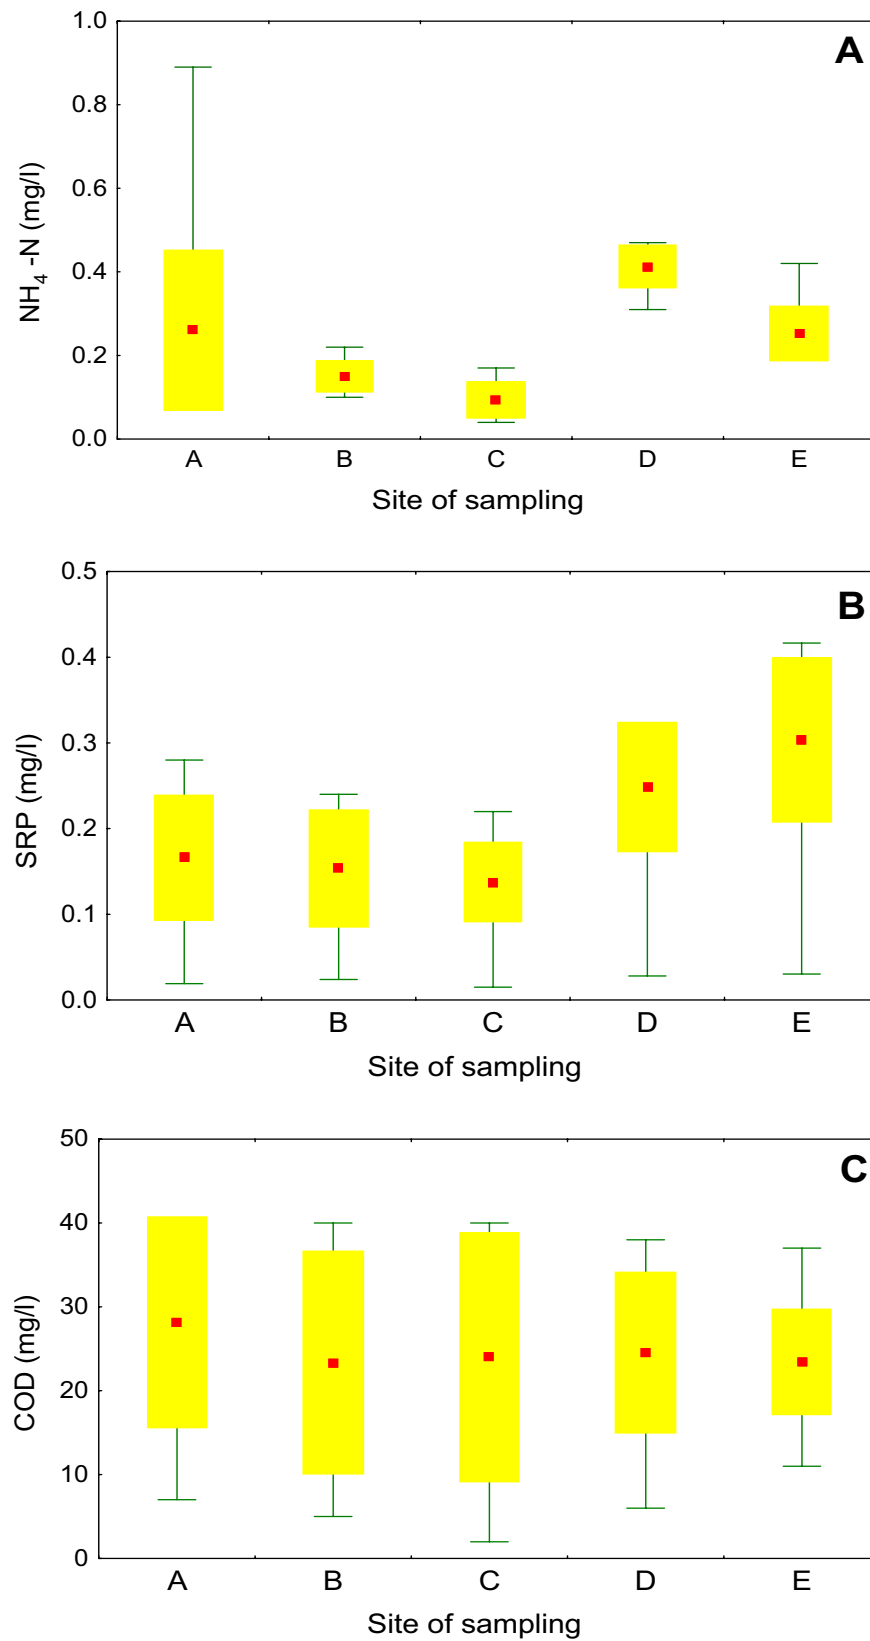 A
1.0
0.8
0.6
0.4
0.2
0.0
NH4 -N (mg/l)
A B C D E
Site of sampling
B
0.5
0.4
0.3
0.2
0.1
0.0
SRP (mg/l)
A B C D E
Site of sampling
C
50
40
30
20
10
0
COD (mg/l)
A B C D E
Site of sampling